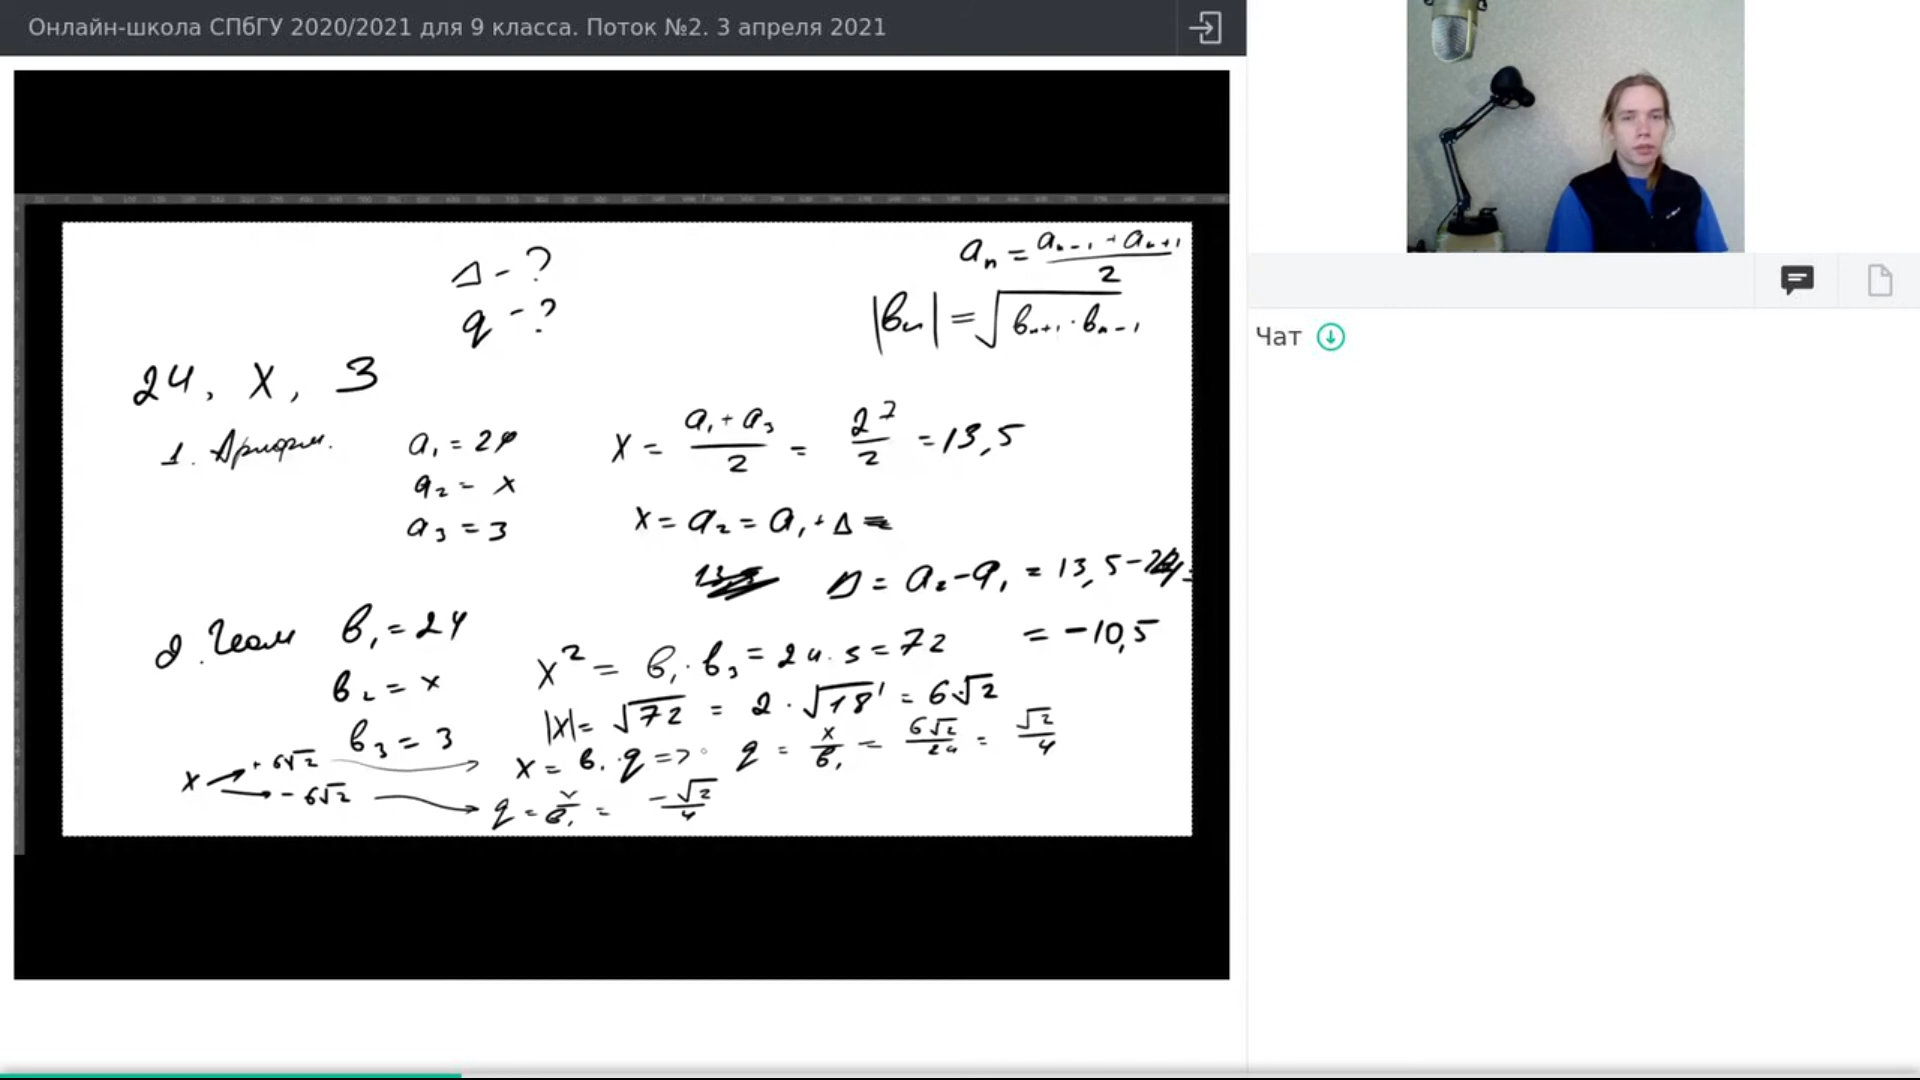 Онлайн-школа СПбГУ 2020/2021 для 9 класса. Поток №2. 3 апреля 2021
Δ - ?
q - ?
aₙ = (aₙ₋₁ + aₙ₊₁)/2
|bₙ| = √(bₙ₊₁ · bₙ₋₁)
24, x, 3
1. Арифм.
a₁ = 24
a₂ = x
a₃ = 3
x = (a₁ + a₃)/2 = 27/2 = 13,5
x = a₂ = a₁ + Δ =
Δ = a₂ - a₁ = 13,5 - 24 =
= -10,5
2. Геом
b₁ = 24
b₂ = x
b₃ = 3
x² = b₁ · b₃ = 24 · 3 = 72
|x| = √72 = 2 · √18 = 6√2
x = b₁ · q => q = x/b₁ = 6√2/24 = √2/4
x
+ 6√2
- 6√2
q = x/b₁ = -√2/4
Чат